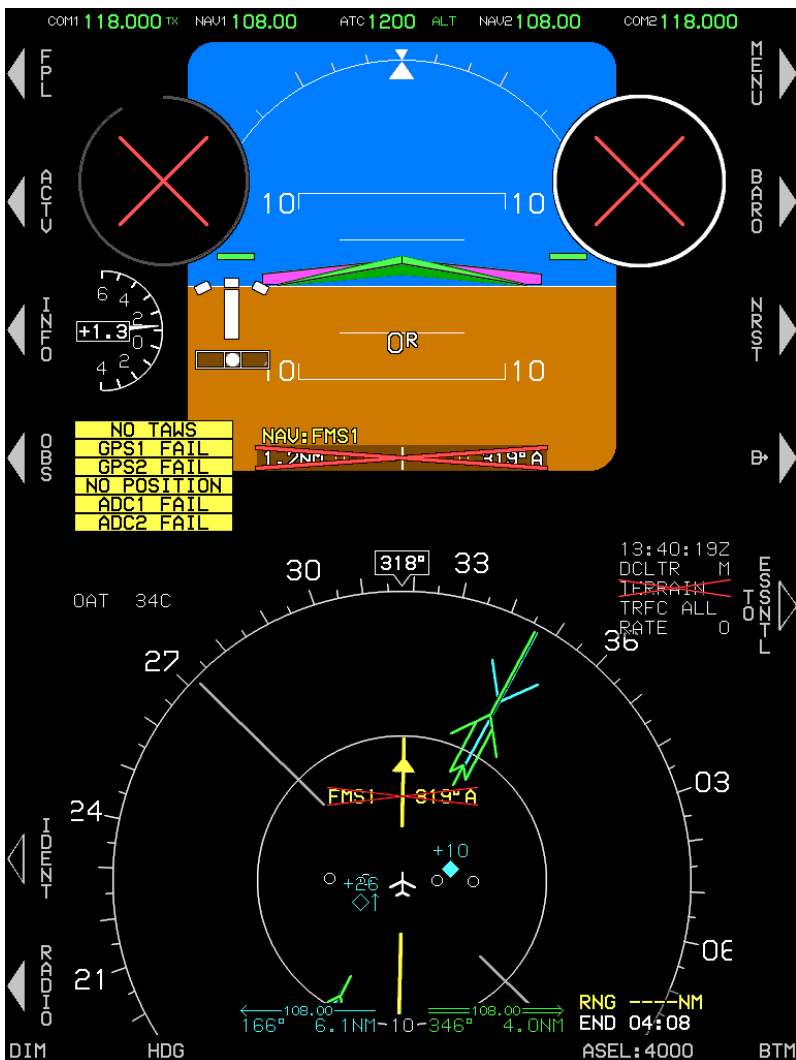 COM1 118.000 TX NAV1 108.00 ATC 1200 ALT NAV2 108.00 COM2 118.000
FPL
MENU
ACTV
BARO
10 10
INFO
NRST
6
4
2
0
2
4
+1.3
0R
10 10
OBS
NO TAWS
GPS1 FAIL
GPS2 FAIL
NO POSITION
ADC1 FAIL
ADC2 FAIL
NAV:FMS1
1.2NM 319°A
13:40:19Z
DCLTR M
TERRAIN
TRFC ALL
RATE 0
ESSNTL
TO
OAT 34C
318°
30 33
27 36
24 03
21 06
FMS1 319°A
+10
+26
IDENT
RADIO
108.00
166° 6.1NM
10
108.00
346° 4.0NM
RNG ----NM
END 04:08
DIM HDG ASEL:4000 BTM